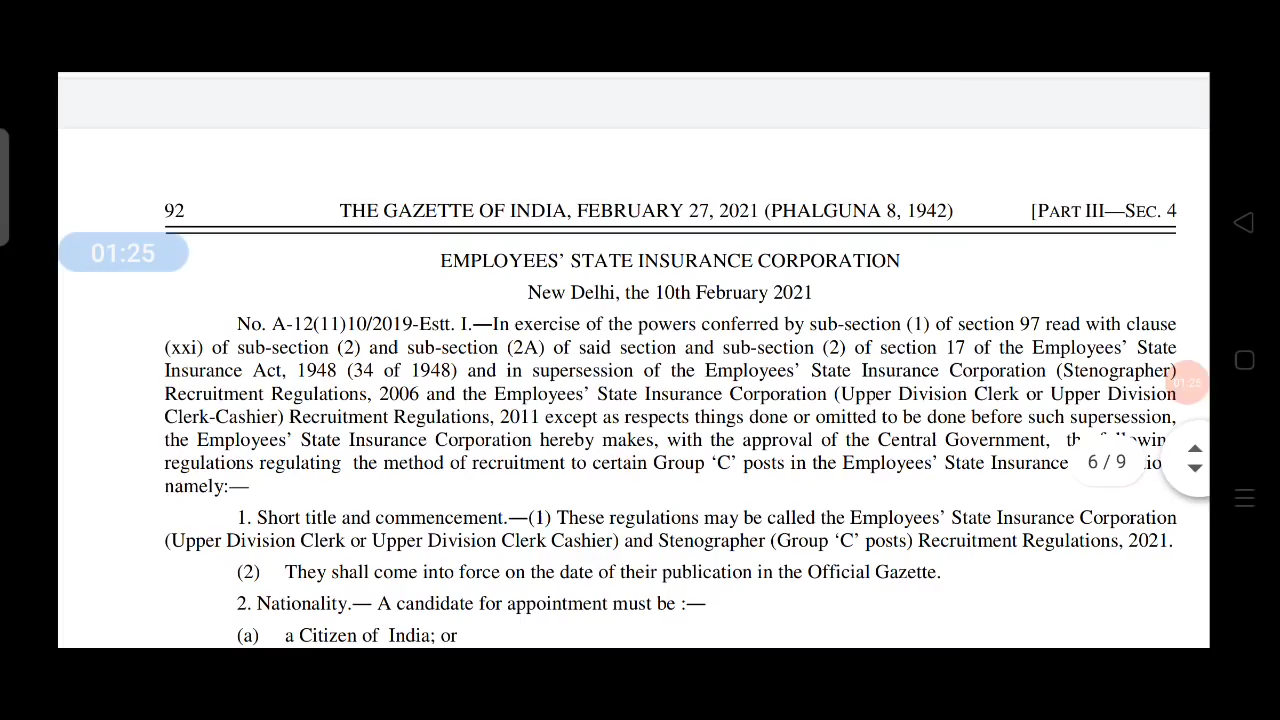 92 THE GAZETTE OF INDIA, FEBRUARY 27, 2021 (PHALGUNA 8, 1942) [PART III—SEC. 4
01:25
EMPLOYEES’ STATE INSURANCE CORPORATION
New Delhi, the 10th February 2021
No. A-12(11)10/2019-Estt. I.—In exercise of the powers conferred by sub-section (1) of section 97 read with clause
(xxi) of sub-section (2) and sub-section (2A) of said section and sub-section (2) of section 17 of the Employees’ State
Insurance Act, 1948 (34 of 1948) and in supersession of the Employees’ State Insurance Corporation (Stenographer)
01:25
Recruitment Regulations, 2006 and the Employees’ State Insurance Corporation (Upper Division Clerk or Upper Division
Clerk-Cashier) Recruitment Regulations, 2011 except as respects things done or omitted to be done before such supersession,
the Employees’ State Insurance Corporation hereby makes, with the approval of the Central Government,
regulations regulating the method of recruitment to certain Group ‘C’ posts in the Employees’ State Insurance
6 / 9
namely:—
1. Short title and commencement.—(1) These regulations may be called the Employees’ State Insurance Corporation
(Upper Division Clerk or Upper Division Clerk Cashier) and Stenographer (Group ‘C’ posts) Recruitment Regulations, 2021.
(2) They shall come into force on the date of their publication in the Official Gazette.
2. Nationality.— A candidate for appointment must be :—
(a) a Citizen of India; or